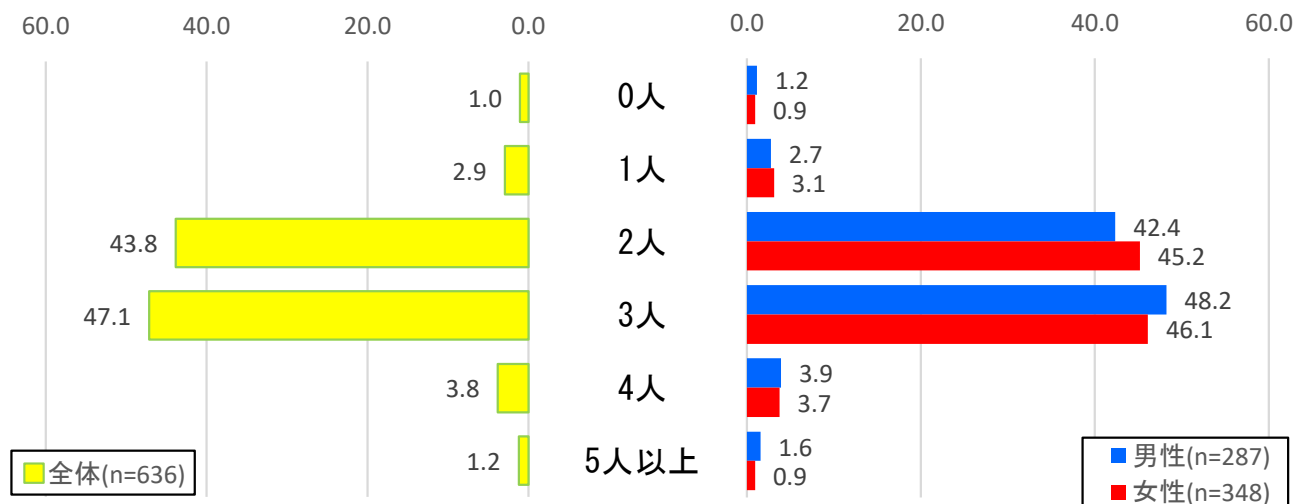 60.0 40.0 20.0 0.0 0.0 20.0 40.0 60.0
1.0 0人 1.2
0.9
2.9 1人 2.7
3.1
43.8 2人 42.4
45.2
47.1 3人 48.2
46.1
3.8 4人 3.9
3.7
1.2 5人以上 1.6
0.9
全体(n=636)
男性(n=287)
女性(n=348)